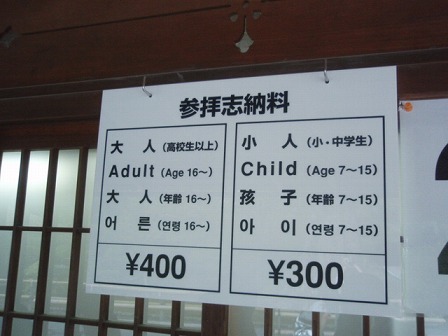 参拝志納料
大人（高校生以上）
Adult (Age 16～)
大人（年齢 16～）
어른（연령 16～）
¥400
小人（小・中学生）
Child (Age 7～15)
孩子（年齢 7～15）
아이（연령 7～15）
¥300